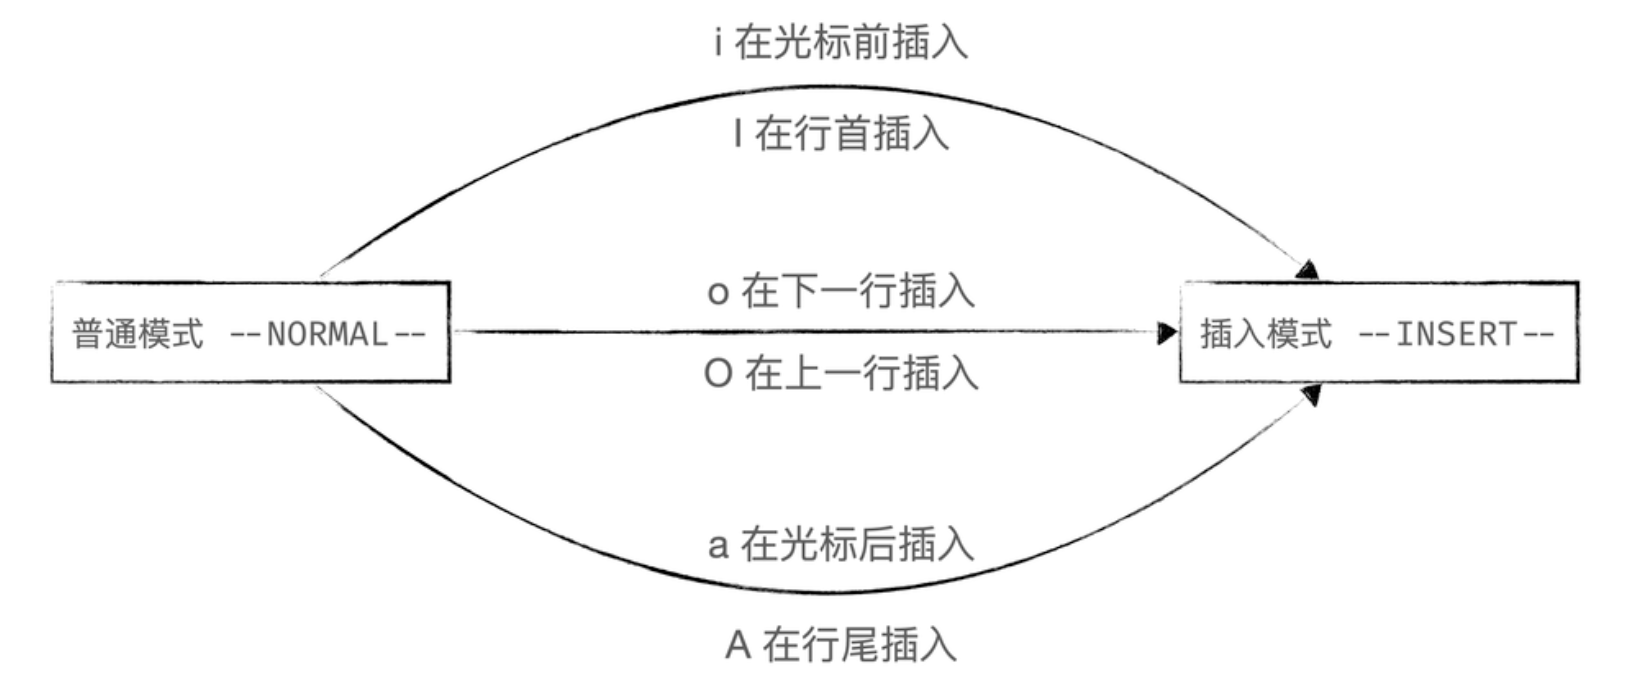 i 在光标前插入
I 在行首插入
o 在下一行插入
普通模式 --NORMAL--
插入模式 --INSERT--
O 在上一行插入
a 在光标后插入
A 在行尾插入